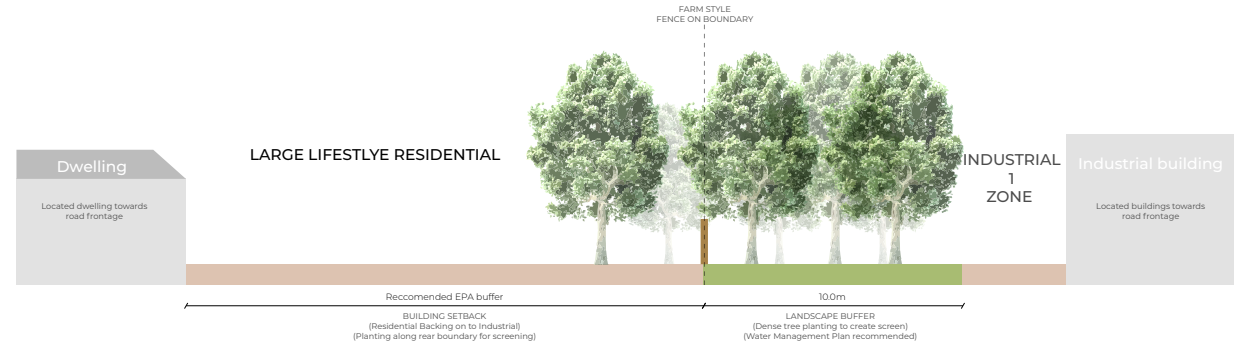 FARM STYLE
FENCE ON BOUNDARY
Dwelling
Located dwelling towards
road frontage
LARGE LIFESTLYE RESIDENTIAL
INDUSTRIAL
1
ZONE
Industrial building
Located buildings towards
road frontage
Reccomended EPA buffer
BUILDING SETBACK
(Residential Backing on to Industrial)
(Planting along rear boundary for screening)
10.0m
LANDSCAPE BUFFER
(Dense tree planting to create screen)
(Water Management Plan recommended)